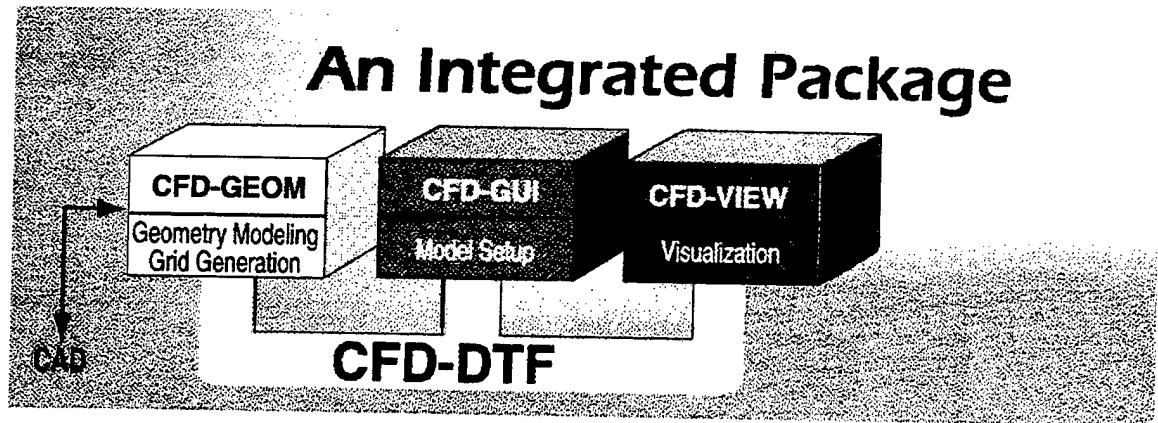 An Integrated Package
CFD-GEOM
Geometry Modeling
Grid Generation
CFD-GUI
Model Setup
CFD-VIEW
Visualization
CAD
CFD-DTF